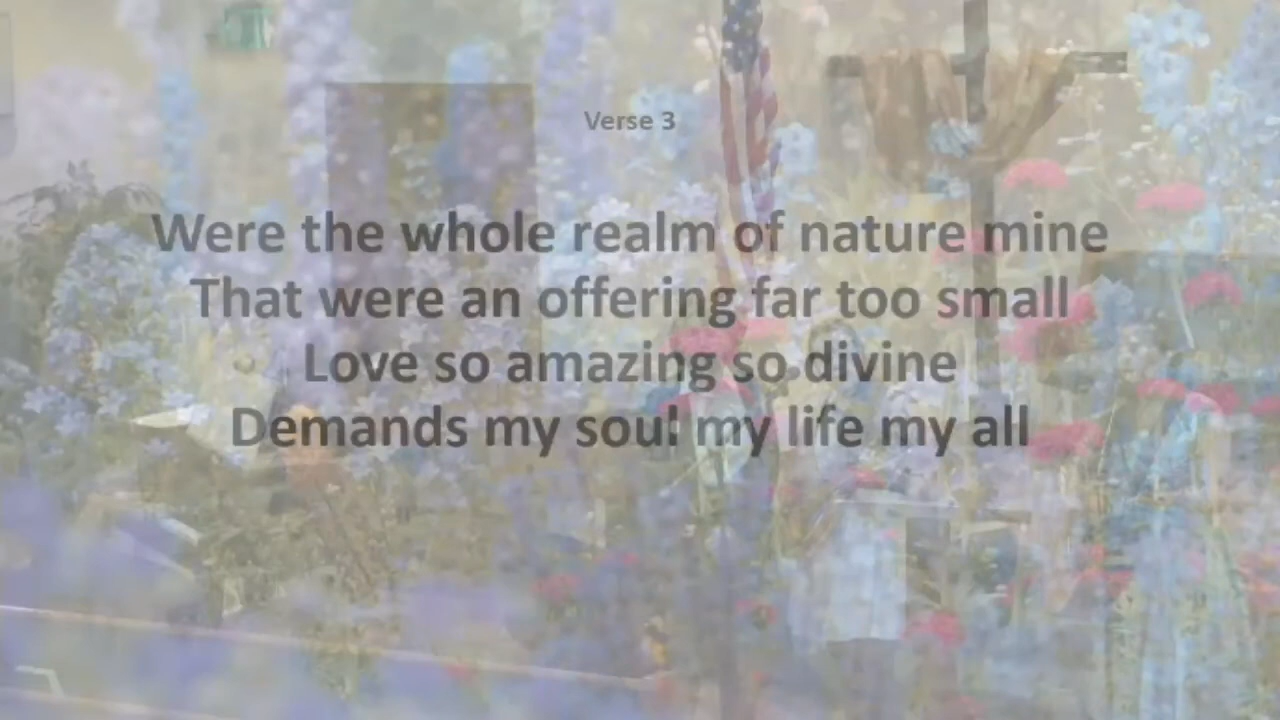 Verse 3
Were the whole realm of nature mine
That were an offering far too small
Love so amazing so divine
Demands my soul my life my all